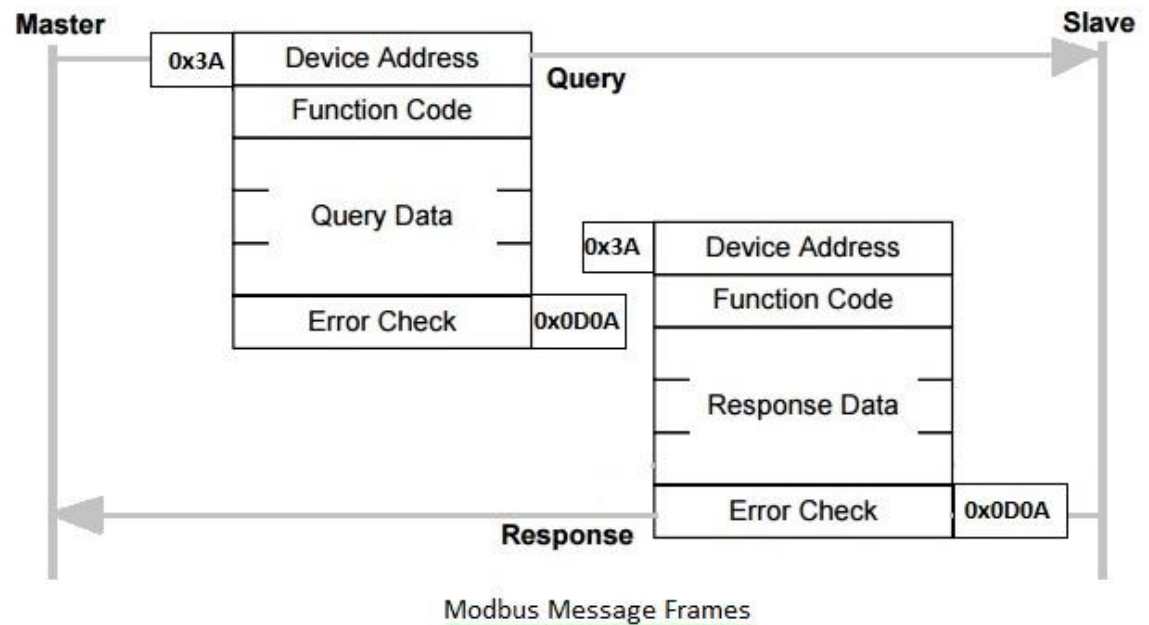 Master
Slave
0x3A
Device Address
Query
Function Code
Query Data
Error Check
0x0D0A
0x3A
Device Address
Function Code
Response Data
Error Check
0x0D0A
Response
Modbus Message Frames